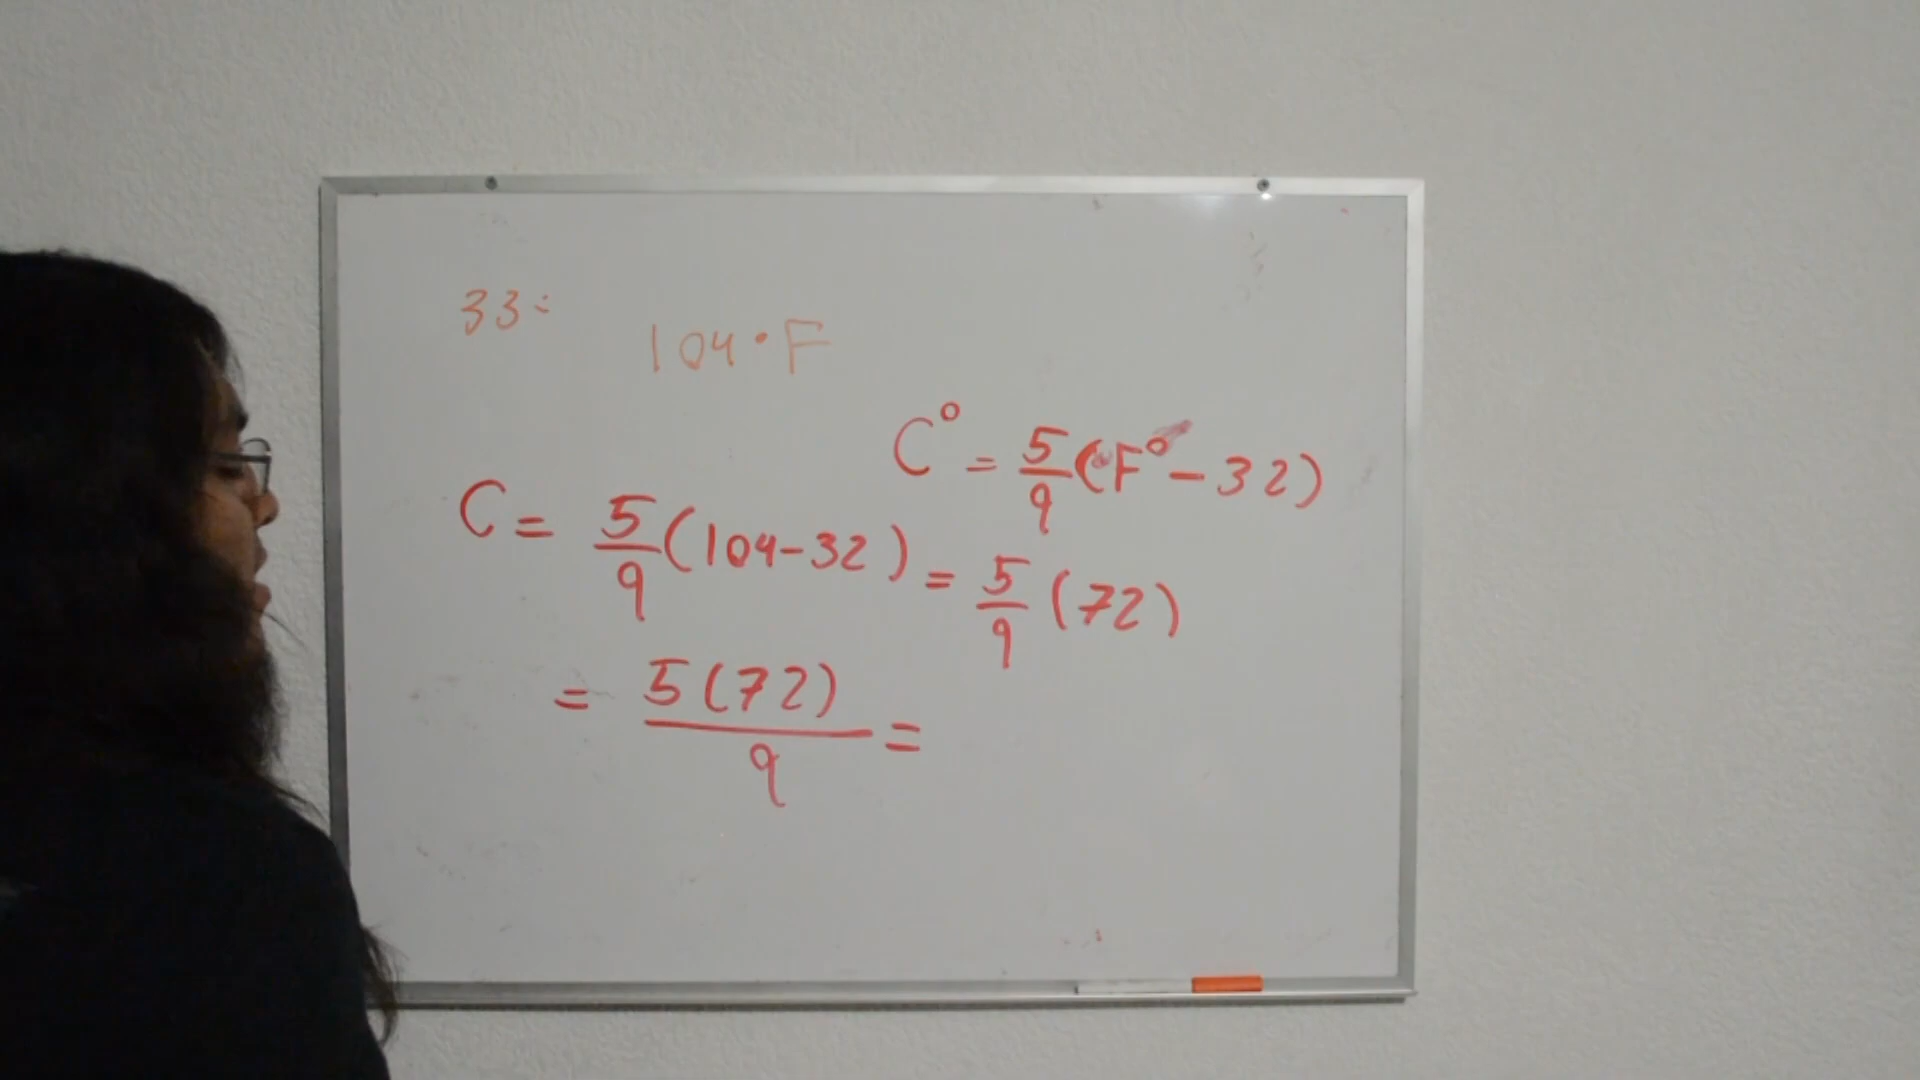 33:
104°F
C° = 5/9 (F° - 32)
C = 5/9 (104-32) = 5/9 (72)
= 5(72)/9 =